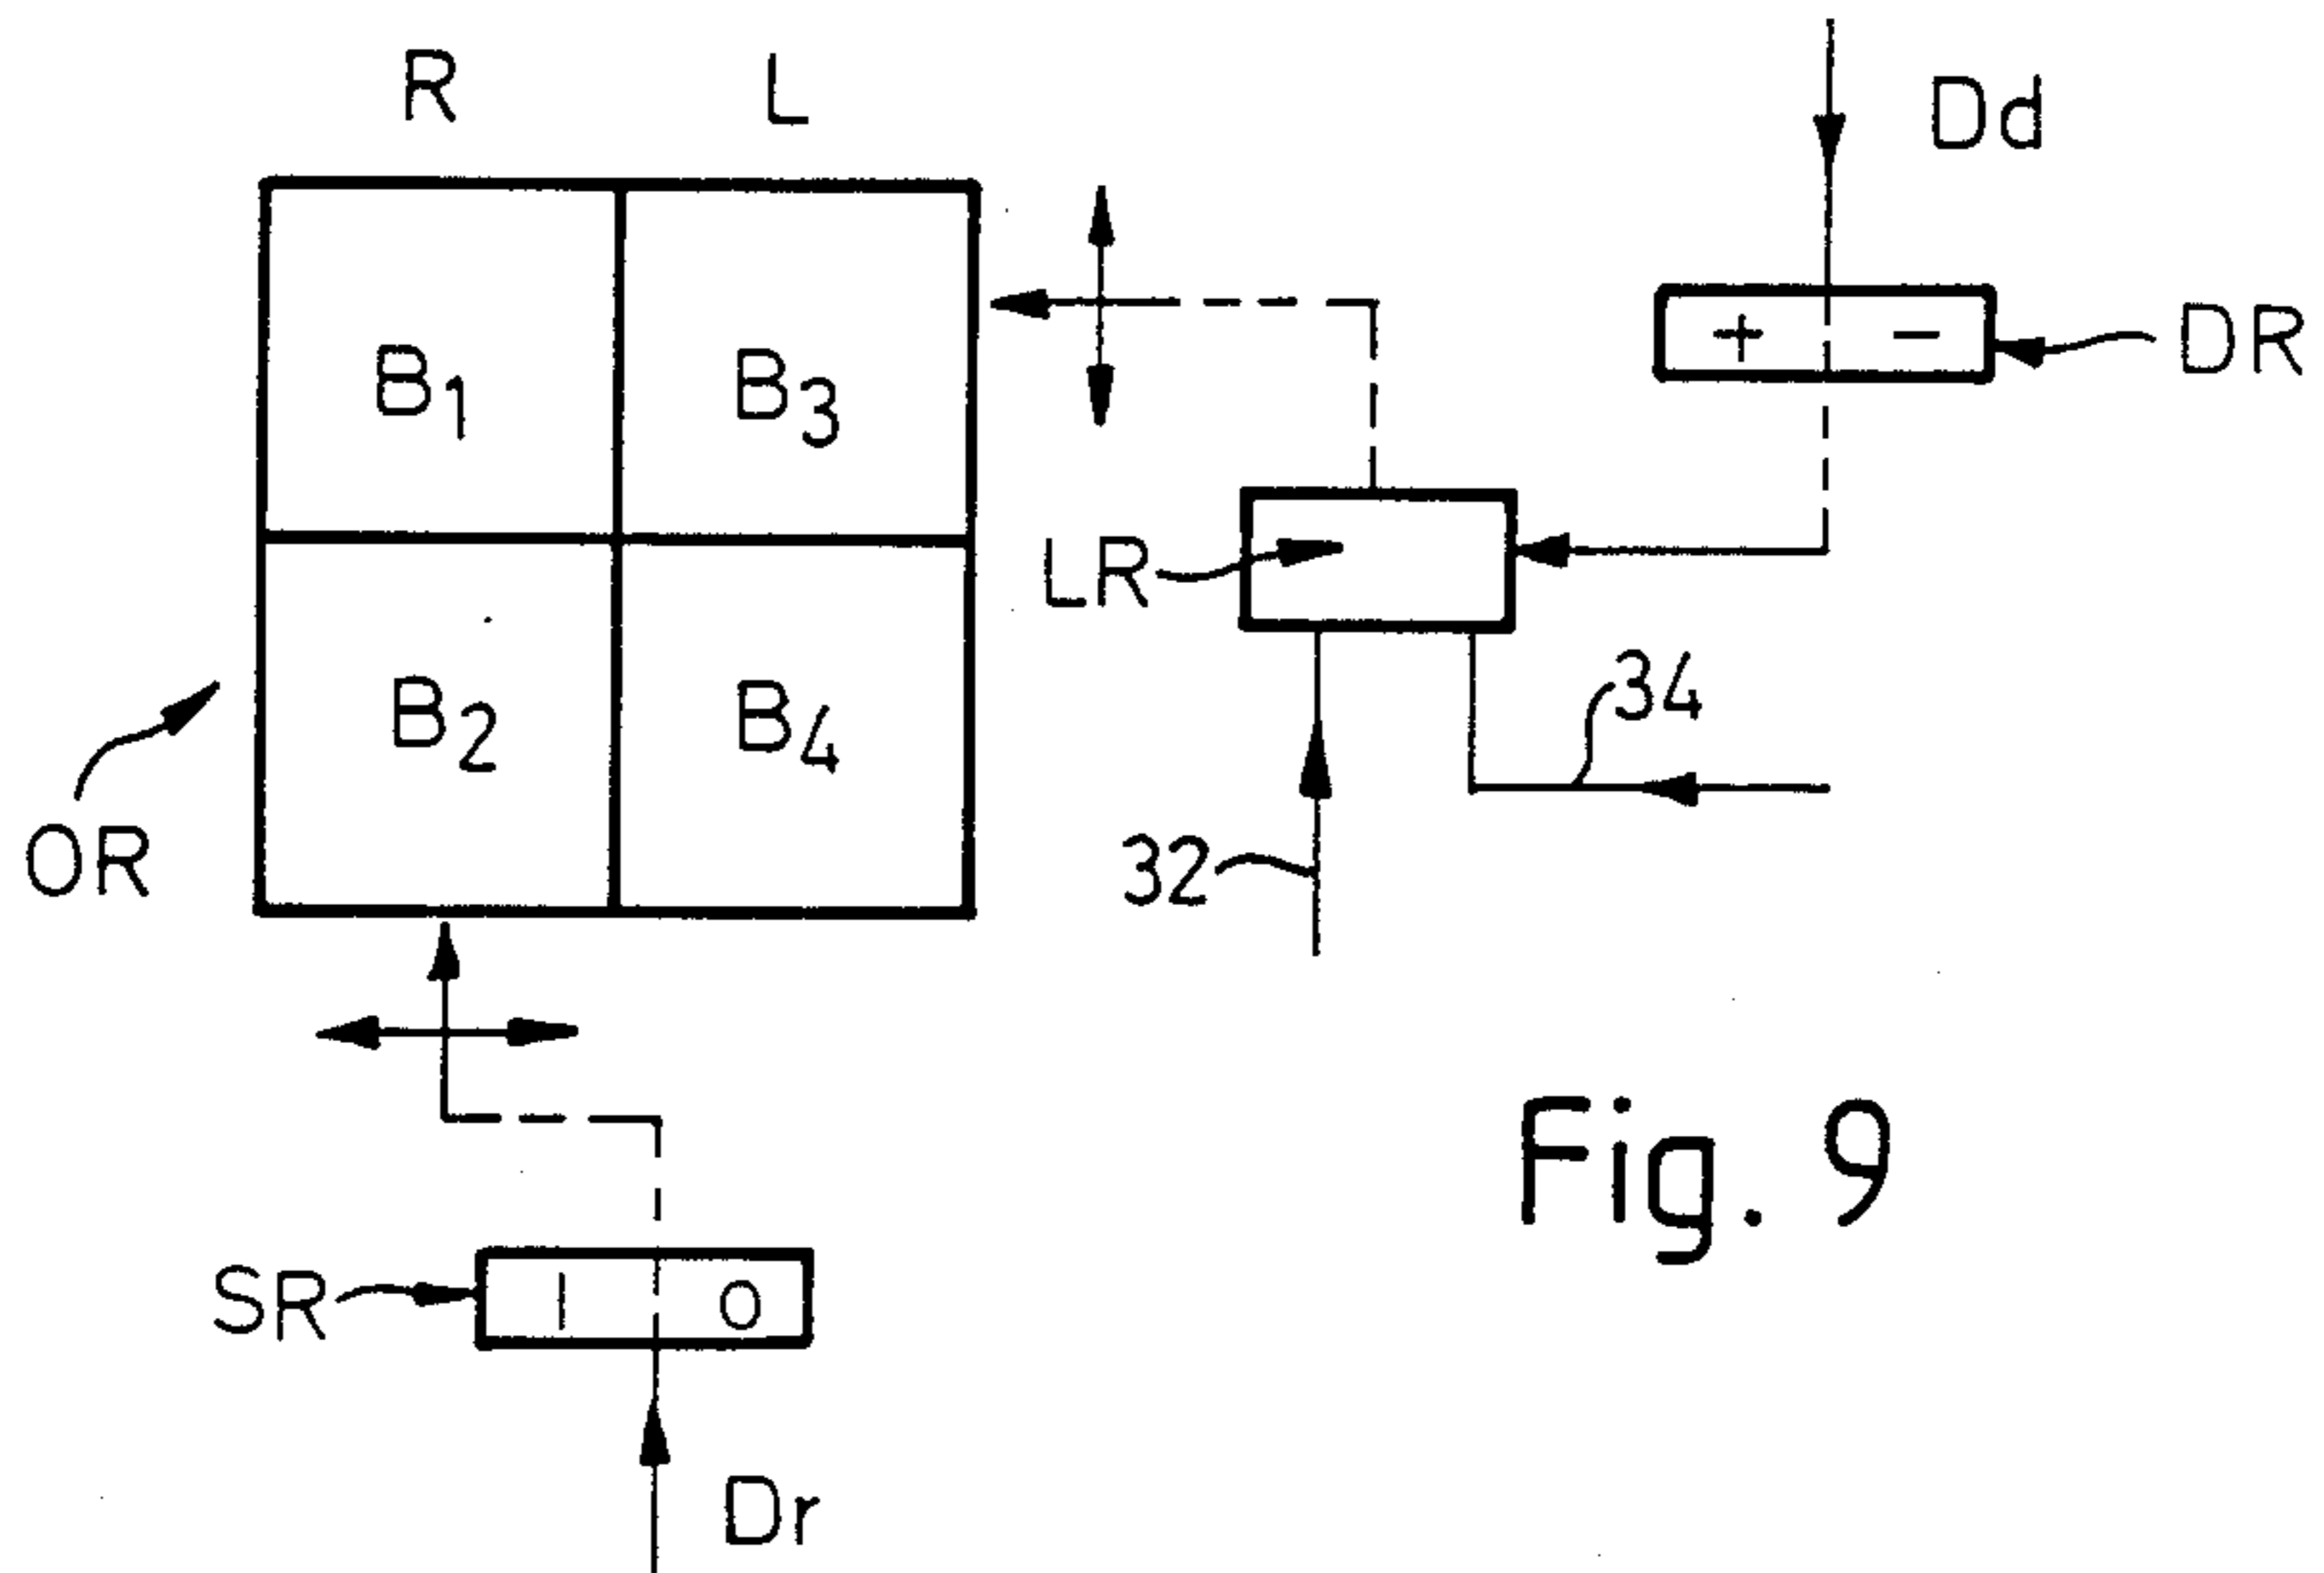 R L
Dd
+ − DR
B1 B3
LR
B2 B4
34
OR
32
SR
| o
Dr
Fig. 9